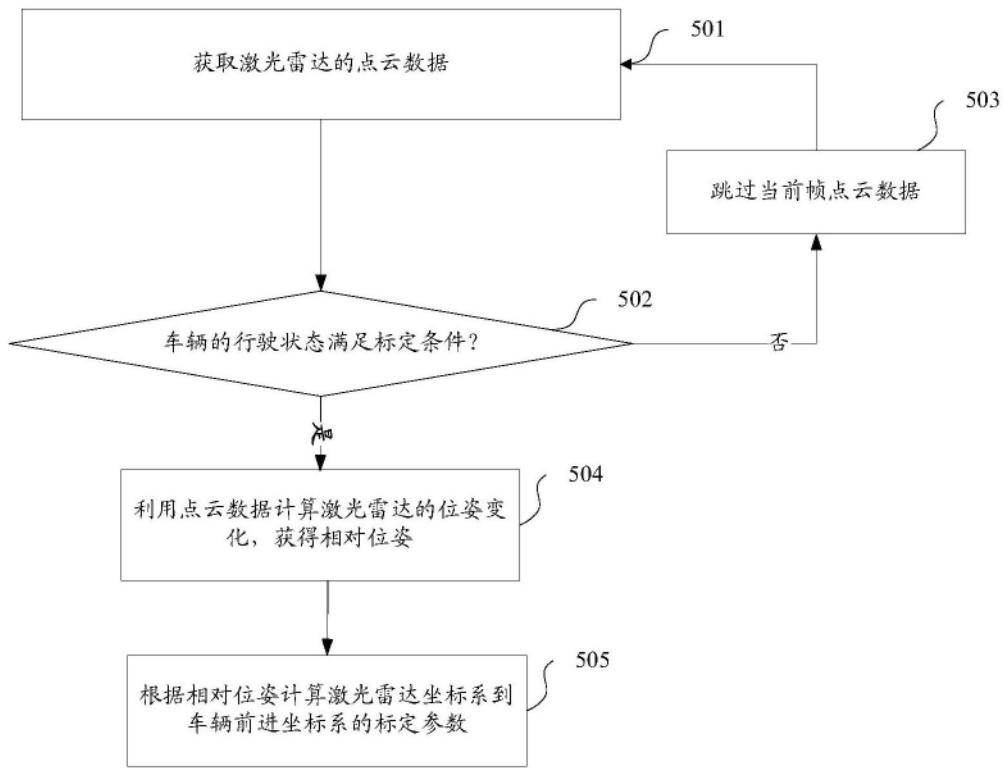 获取激光雷达的点云数据
501
503
跳过当前帧点云数据
502
车辆的行驶状态满足标定条件?
否
是
504
利用点云数据计算激光雷达的位姿变
化，获得相对位姿
505
根据相对位姿计算激光雷达坐标系到
车辆前进坐标系的标定参数